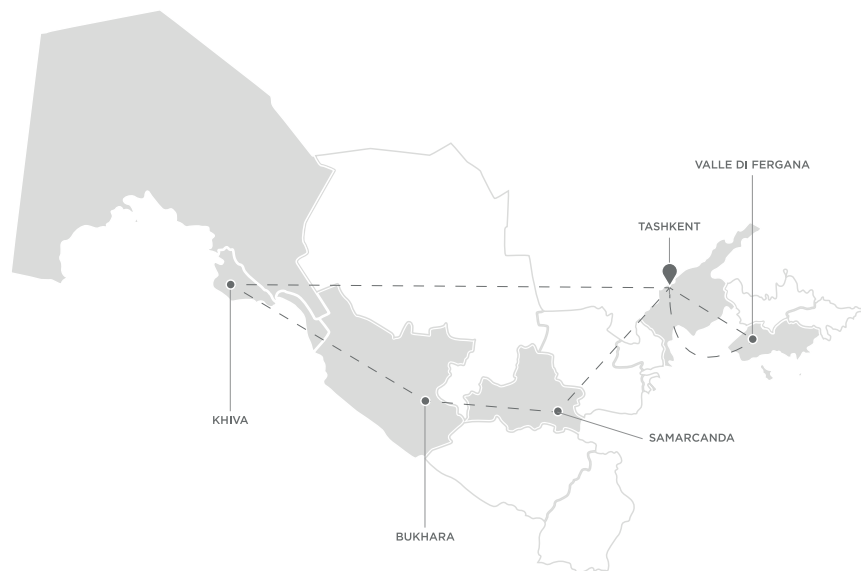 VALLE DI FERGANA
TASHKENT
KHIVA
SAMARCANDA
BUKHARA